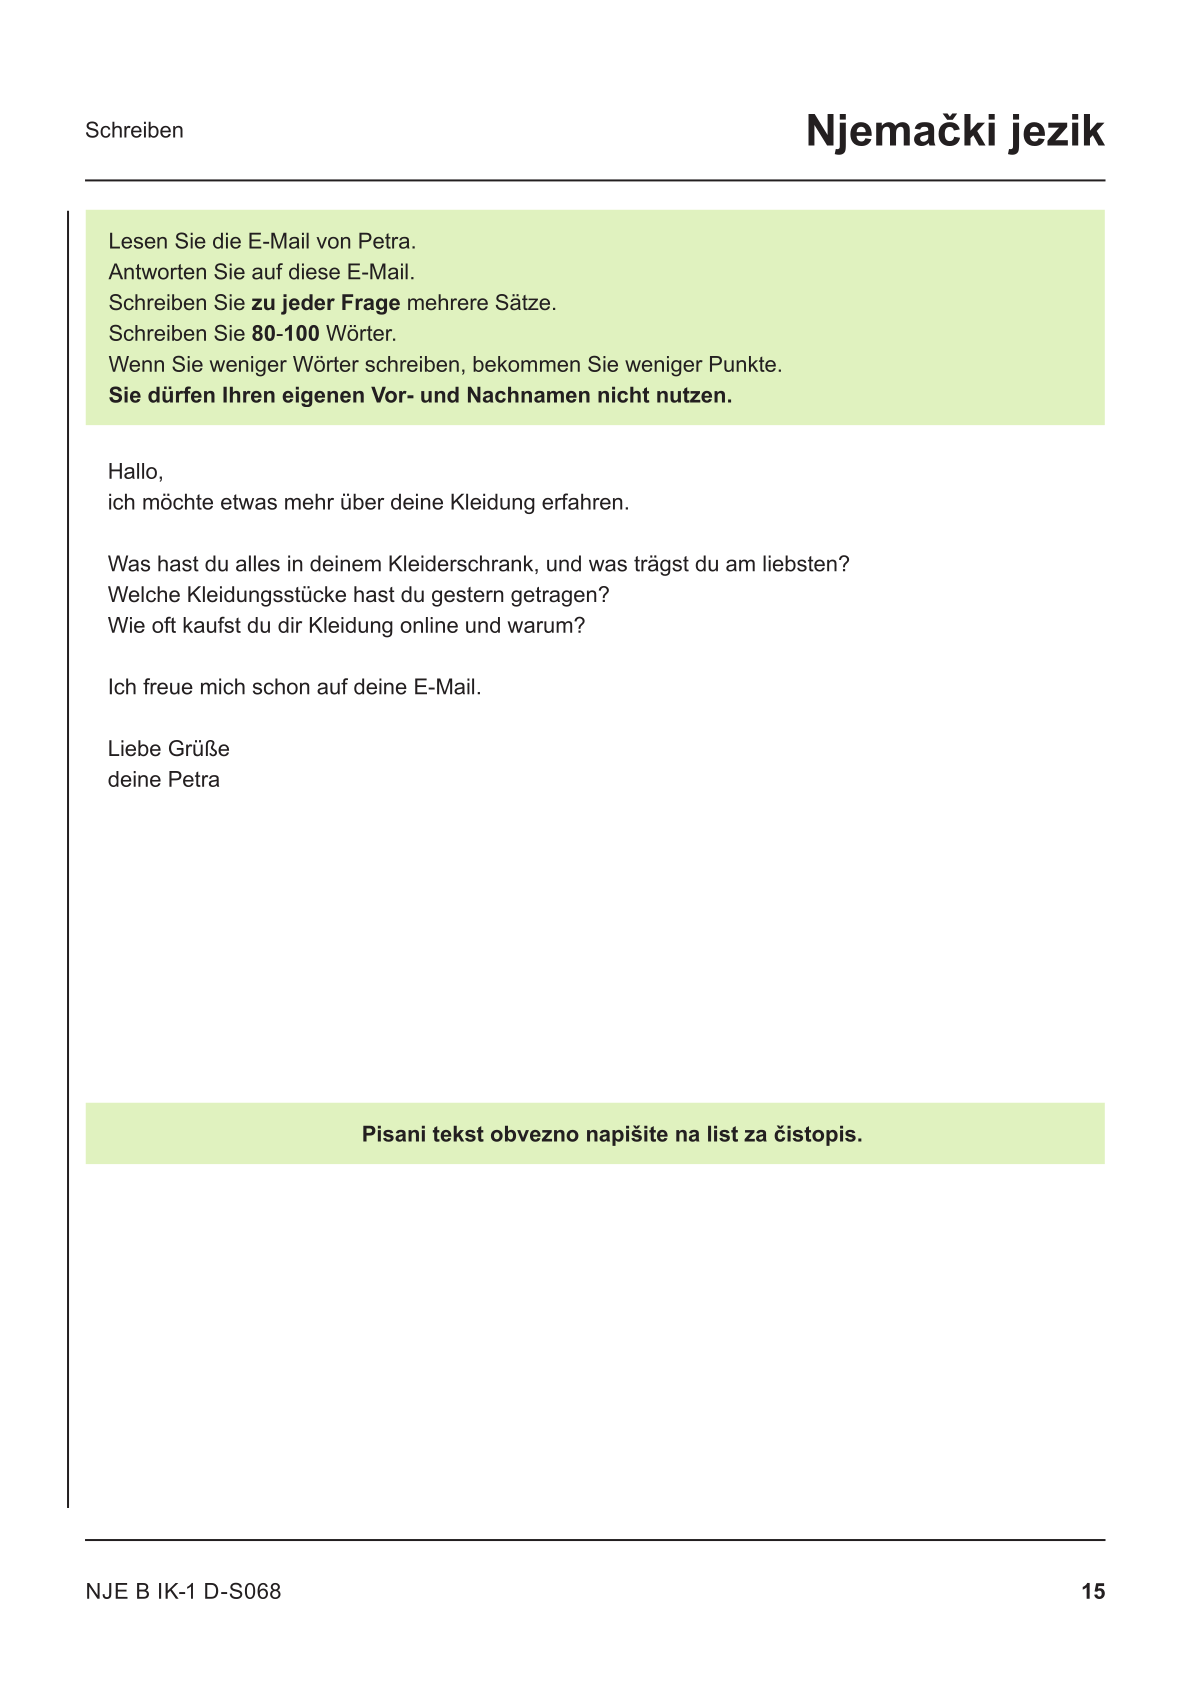 Schreiben
Njemački jezik
Lesen Sie die E-Mail von Petra.
Antworten Sie auf diese E-Mail.
Schreiben Sie zu jeder Frage mehrere Sätze.
Schreiben Sie 80-100 Wörter.
Wenn Sie weniger Wörter schreiben, bekommen Sie weniger Punkte.
Sie dürfen Ihren eigenen Vor- und Nachnamen nicht nutzen.
Hallo,
ich möchte etwas mehr über deine Kleidung erfahren.
Was hast du alles in deinem Kleiderschrank, und was trägst du am liebsten?
Welche Kleidungsstücke hast du gestern getragen?
Wie oft kaufst du dir Kleidung online und warum?
Ich freue mich schon auf deine E-Mail.
Liebe Grüße
deine Petra
Pisani tekst obvezno napišite na list za čistopis.
NJE B IK-1 D-S068
15